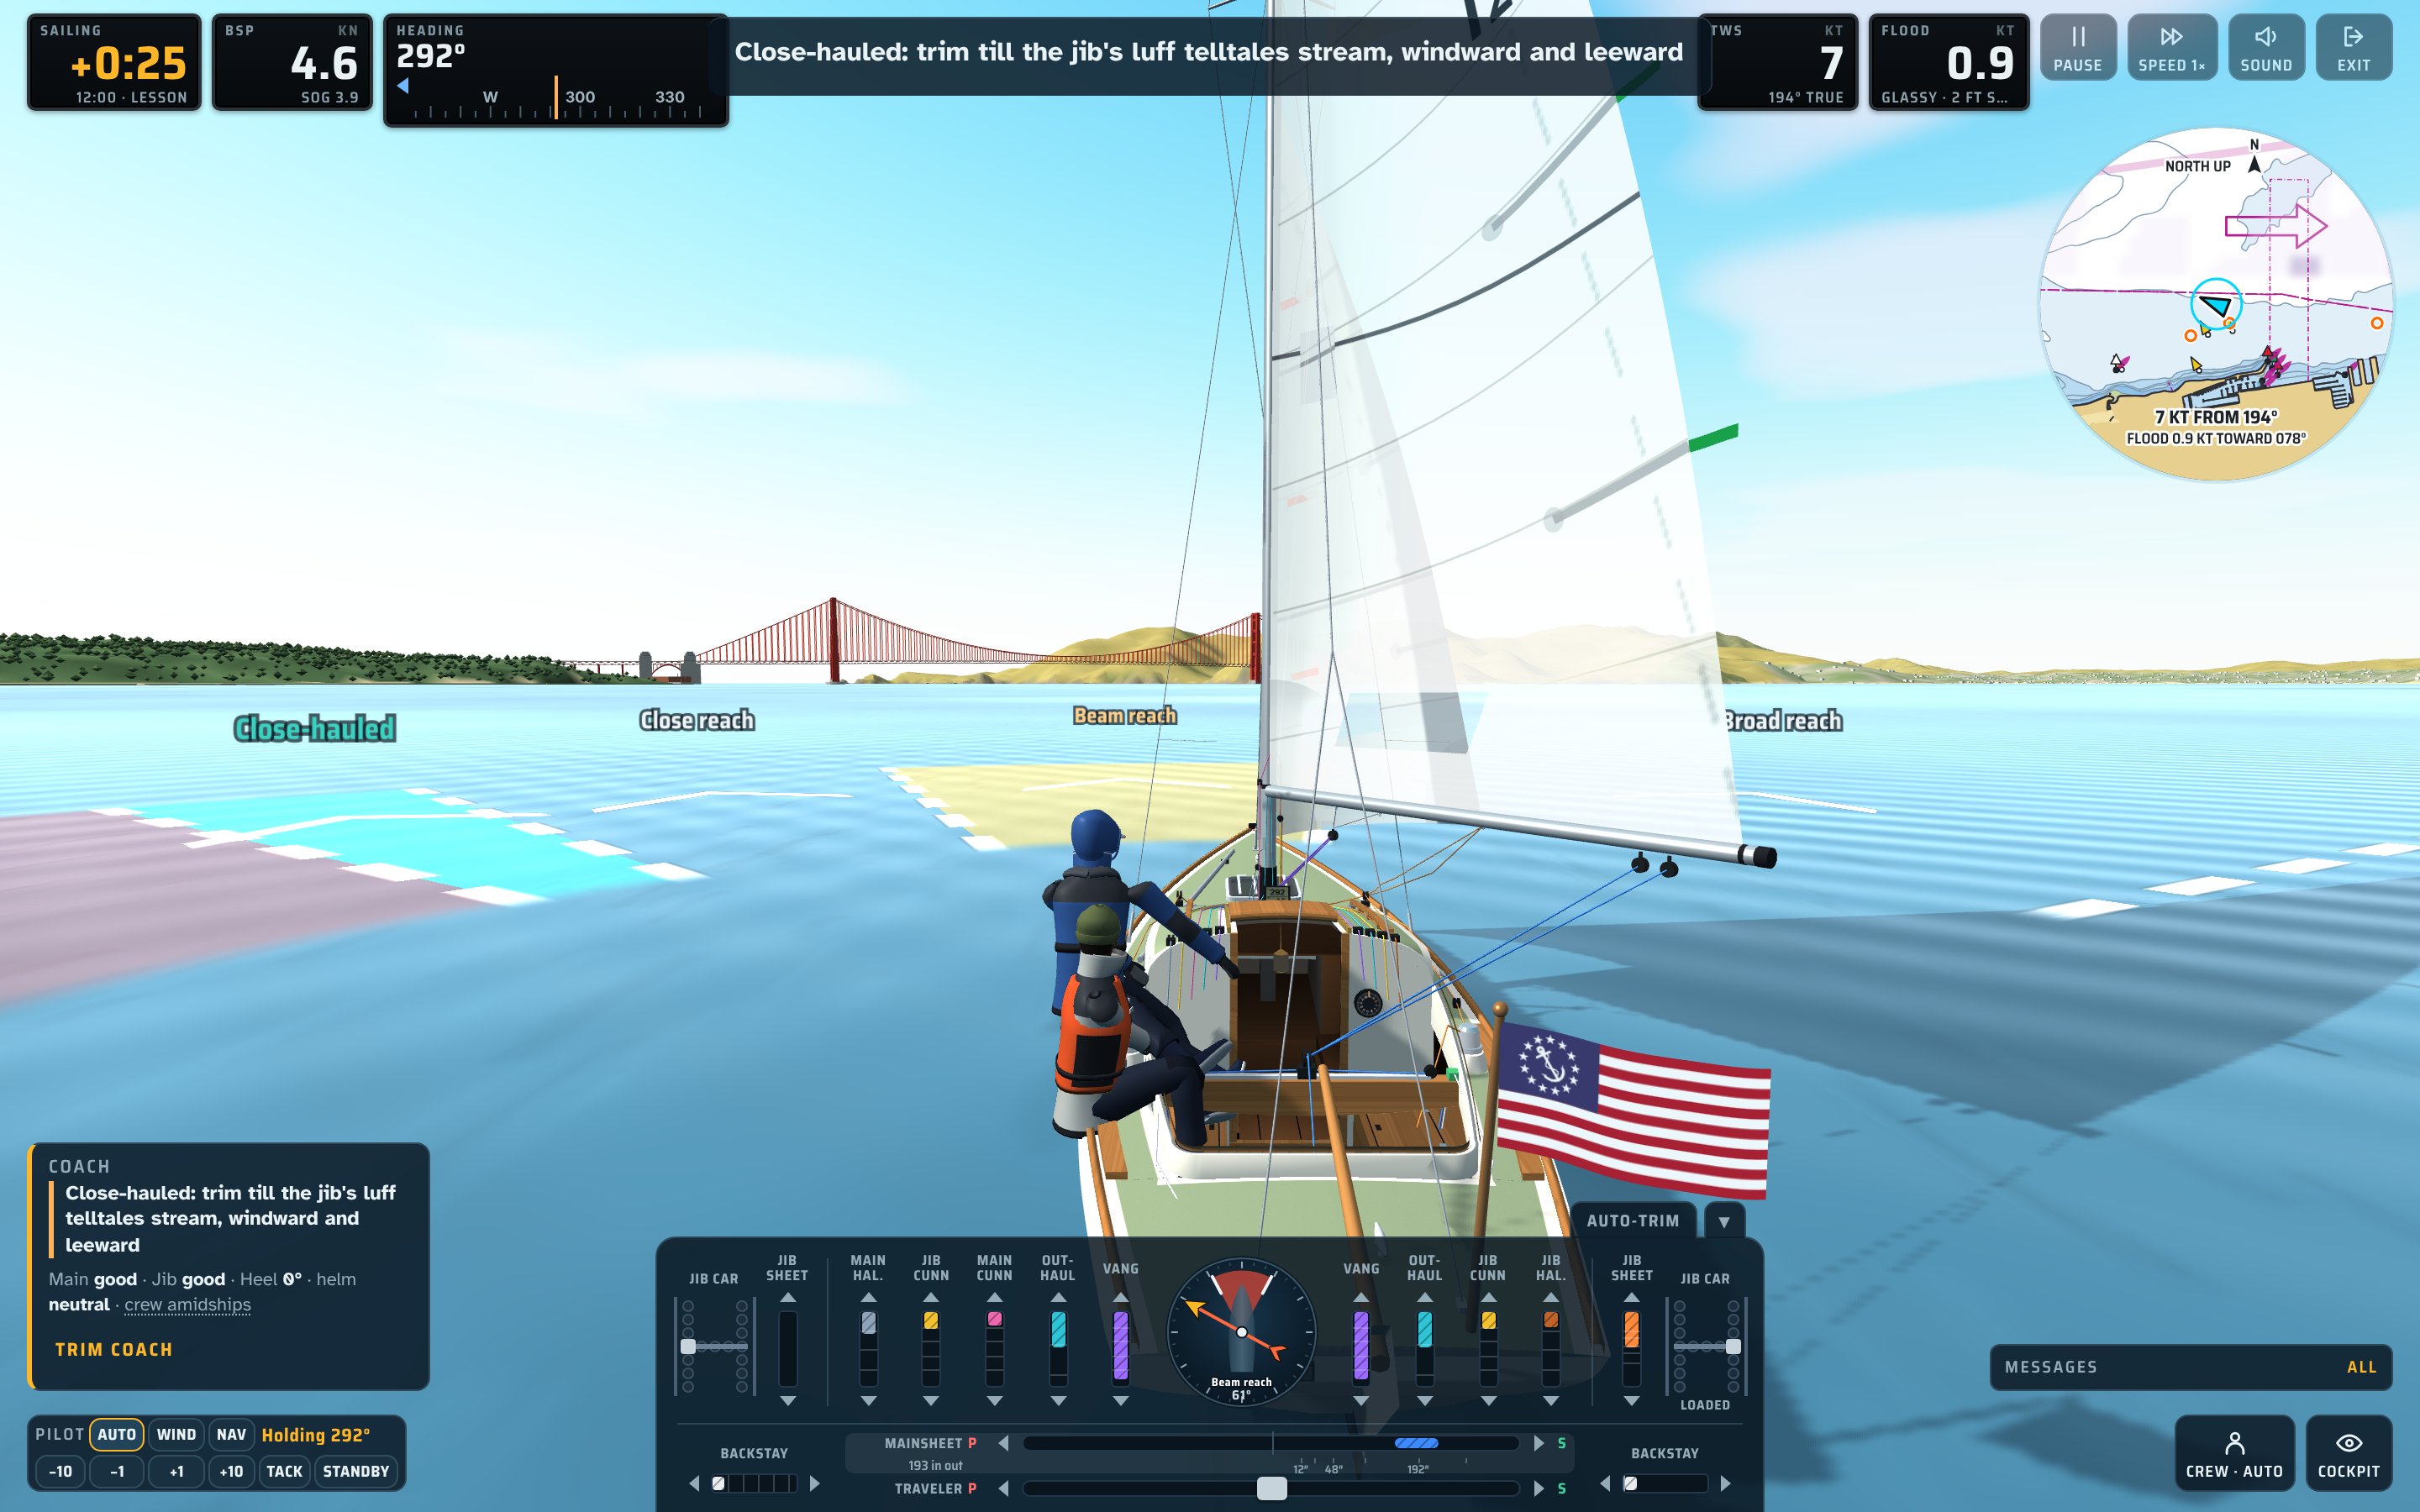 SAILING
+0:25
12:00 · LESSON
BSP KN
4.6
SOG 3.9
HEADING
292°
W 300 330
Close-hauled: trim till the jib's luff telltales stream, windward and leeward
TWS KT
7
194° TRUE
FLOOD KT
0.9
GLASSY · 2 FT S...
PAUSE
SPEED 1×
SOUND
EXIT
N
NORTH UP
7 KT FROM 194°
FLOOD 0.9 KT TOWARD 078°
Close-hauled
Close reach
Beam reach
Broad reach
292
COACH
Close-hauled: trim till the jib's luff
telltales stream, windward and
leeward
Main good · Jib good · Heel 0° · helm
neutral · crew amidships
TRIM COACH
PILOT AUTO WIND NAV Holding 292°
-10 -1 +1 +10 TACK STANDBY
AUTO-TRIM ▼
JIB CAR
JIB SHEET
MAIN HAL.
JIB CUNN
MAIN CUNN
OUT-HAUL
VANG
Beam reach
61°
VANG
OUT-HAUL
JIB CUNN
JIB HAL.
JIB SHEET
JIB CAR
LOADED
BACKSTAY
MAINSHEET P S
193 in out
12" 48" 192"
TRAVELER P S
BACKSTAY
MESSAGES ALL
CREW · AUTO
COCKPIT